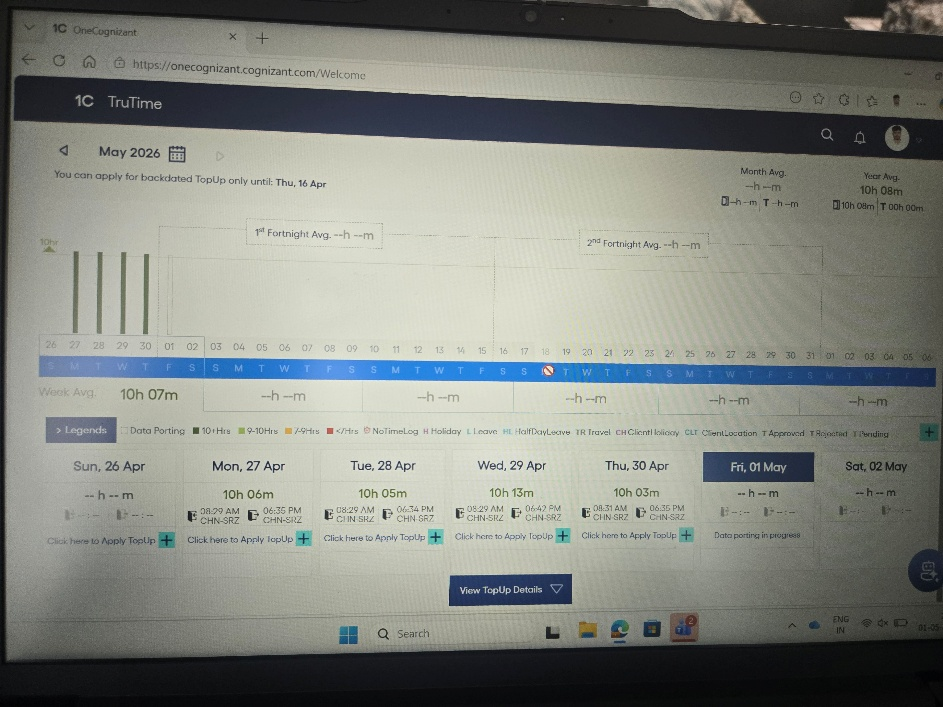 1C OneCognizant
https://onecognizant.cognizant.com/Welcome
1C TruTime
May 2026
You can apply for backdated TopUp only until: Thu, 16 Apr
Month Avg.
--h --m
--h --m | T --h --m
Year Avg.
10h 08m
10h 08m | T 00h 00m
1st Fortnight Avg. --h --m
2nd Fortnight Avg. --h --m
10hr
26 27 28 29 30 01 02 03 04 05 06 07 08 09 10 11 12 13 14 15 16 17 18 19 20 21 22 23 24 25 26 27 28 29 30 31 01 02 03 04 05 06
S M T W T F S S M T W T F S S M T W T F S S T W T F S S M T W T F S S M T W T F
Week Avg. 10h 07m --h --m --h --m --h --m --h --m --h --m
> Legends Data Porting 10+Hrs 9-10Hrs 7-9Hrs <7Hrs NoTimeLog H Holiday L Leave HL HalfDayLeave TR Travel CH ClientHoliday CLT ClientLocation T Approved T Rejected T Pending +
Sun, 26 Apr Mon, 27 Apr Tue, 28 Apr Wed, 29 Apr Thu, 30 Apr Fri, 01 May Sat, 02 May
-- h -- m 10h 06m 10h 05m 10h 13m 10h 03m -- h -- m -- h -- m
--:-- --:-- 08:29 AM 06:35 PM 08:29 AM 06:34 PM 08:29 AM 06:42 PM 08:31 AM 06:35 PM --:-- --:-- --:-- --:--
CHN-SRZ CHN-SRZ CHN-SRZ CHN-SRZ CHN-SRZ CHN-SRZ CHN-SRZ CHN-SRZ
Click here to Apply TopUp + Click here to Apply TopUp + Click here to Apply TopUp + Click here to Apply TopUp + Click here to Apply TopUp + Data porting in progress
View TopUp Details
Search
2
ENG
IN
01-05